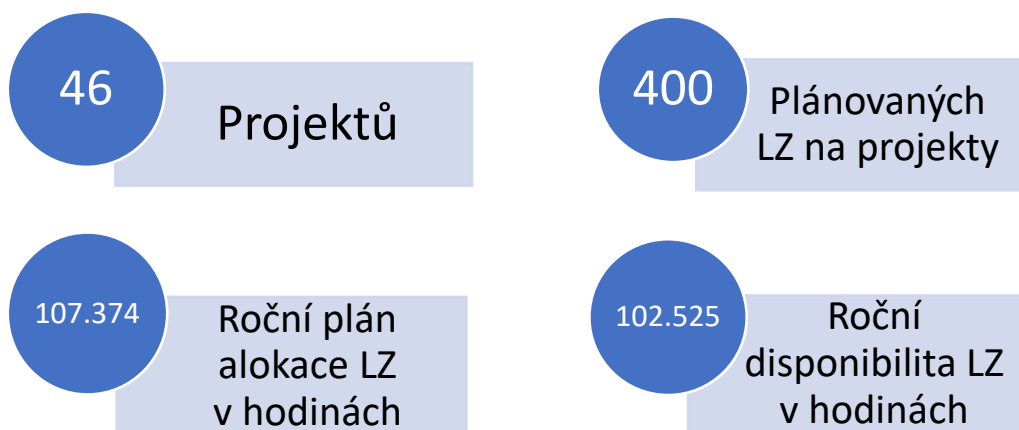 46
Projektů
400
Plánovaných
LZ na projekty
107.374
Roční plán
alokace LZ
v hodinách
102.525
Roční
disponibilita LZ
v hodinách